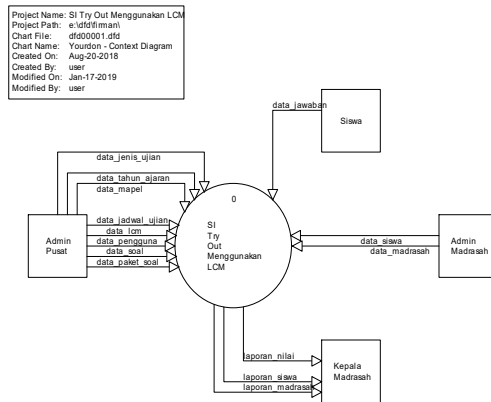 Project Name: SI Try Out Menggunakan LCM
Project Path: e:\dfd\firman\
Chart File: dfd00001.dfd
Chart Name: Yourdon - Context Diagram
Created On: Aug-20-2018
Created By: user
Modified On: Jan-17-2019
Modified By: user
data_jawaban
Siswa
data_jenis_ujian
data_tahun_ajaran
data_mapel
0
SI
Try
Out
Menggunakan
LCM
Admin
Pusat
data_jadwal_ujian
data_lcm
data_pengguna
data_soal
data_paket_soal
data_siswa
data_madrasah
Admin
Madrasah
laporan_nilai
laporan_siswa
laporan_madrasah
Kepala
Madrasah